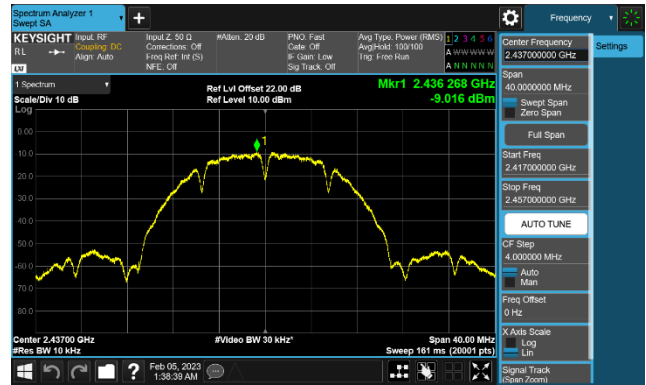 Spectrum Analyzer 1
Swept SA
+
Frequency
KEYSIGHT
RL
LXI
Input: RF
Coupling: DC
Align: Auto
Input Z: 50 Ω
Corrections: Off
Freq Ref: Int (S)
NFE: Off
#Atten: 20 dB
PNO: Fast
Gate: Off
IF Gain: Low
Sig Track: Off
Avg Type: Power (RMS)
Avg|Hold: 100/100
Trig: Free Run
1 2 3 4 5 6
A W W W W W
A N N N N N
1 Spectrum
Scale/Div 10 dB
Log
Ref Lvl Offset 22.00 dB
Ref Level 10.00 dBm
Mkr1 2.436 268 GHz
-9.016 dBm
1
0.00
10.0
20.0
30.0
40.0
50.0
60.0
70.0
80.0
Center 2.43700 GHz
#Res BW 10 kHz
#Video BW 30 kHz*
Span 40.00 MHz
Sweep 161 ms (20001 pts)
?
Feb 05, 2023
1:38:39 AM
Center Frequency
2.437000000 GHz
Span
40.0000000 MHz
Swept Span
Zero Span
Full Span
Start Freq
2.417000000 GHz
Stop Freq
2.457000000 GHz
AUTO TUNE
CF Step
4.000000 MHz
Auto
Man
Freq Offset
0 Hz
X Axis Scale
Log
Lin
Signal Track
(Span Zoom)
Settings